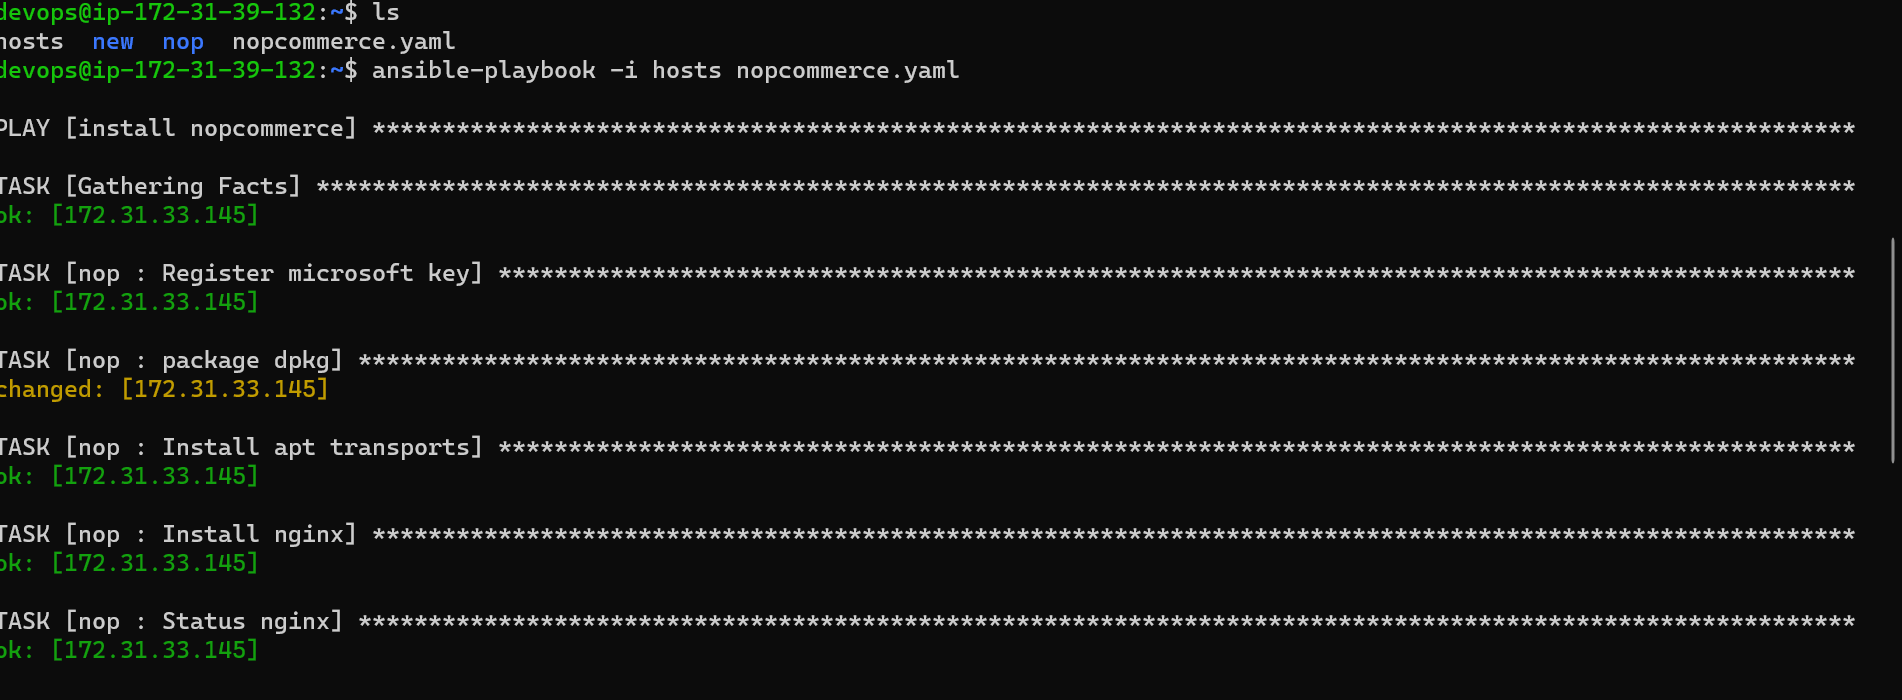 devops@ip-172-31-39-132:~$ ls
hosts  new  nop  nopcommerce.yaml
devops@ip-172-31-39-132:~$ ansible-playbook -i hosts nopcommerce.yaml
PLAY [install nopcommerce] **********************************************************************************************************
TASK [Gathering Facts] **************************************************************************************************************
ok: [172.31.33.145]
TASK [nop : Register microsoft key] *************************************************************************************************
ok: [172.31.33.145]
TASK [nop : package dpkg] ***********************************************************************************************************
changed: [172.31.33.145]
TASK [nop : Install apt transports] *************************************************************************************************
ok: [172.31.33.145]
TASK [nop : Install nginx] **********************************************************************************************************
ok: [172.31.33.145]
TASK [nop : Status nginx] ***********************************************************************************************************
ok: [172.31.33.145]